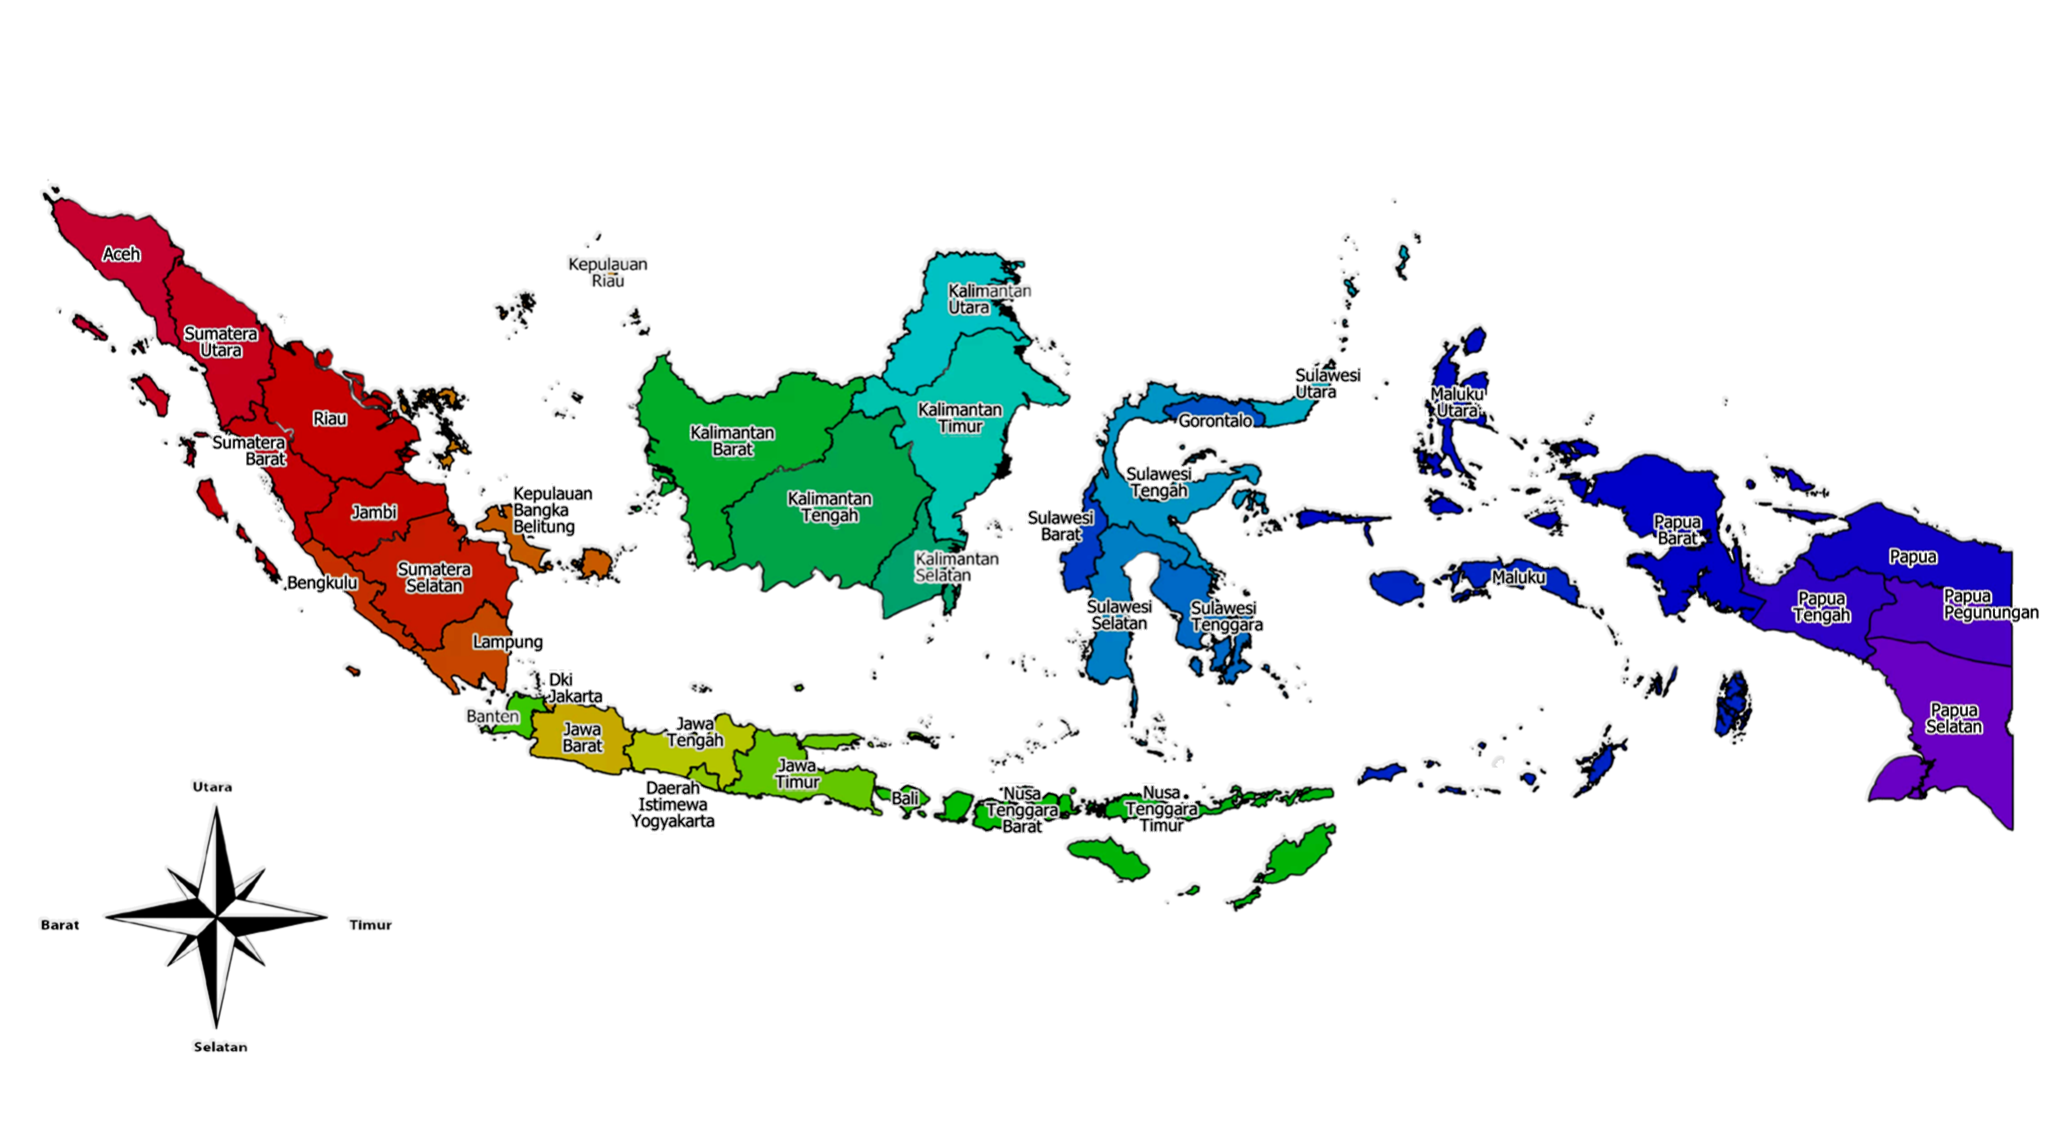 Aceh
Sumatera
Utara
Riau
Sumatera
Barat
Jambi
Bengkulu
Sumatera
Selatan
Lampung
Kepulauan
Bangka
Belitung
Kepulauan
Riau
Dki
Jakarta
Banten
Jawa
Barat
Jawa
Tengah
Daerah
Istimewa
Yogyakarta
Jawa
Timur
Bali
Nusa
Tenggara
Barat
Nusa
Tenggara
Timur
Kalimantan
Barat
Kalimantan
Tengah
Kalimantan
Selatan
Kalimantan
Timur
Kalimantan
Utara
Sulawesi
Utara
Gorontalo
Sulawesi
Tengah
Sulawesi
Barat
Sulawesi
Selatan
Sulawesi
Tenggara
Maluku
Utara
Maluku
Papua
Barat
Papua
Papua
Tengah
Papua
Pegunungan
Papua
Selatan
Utara
Barat
Timur
Selatan